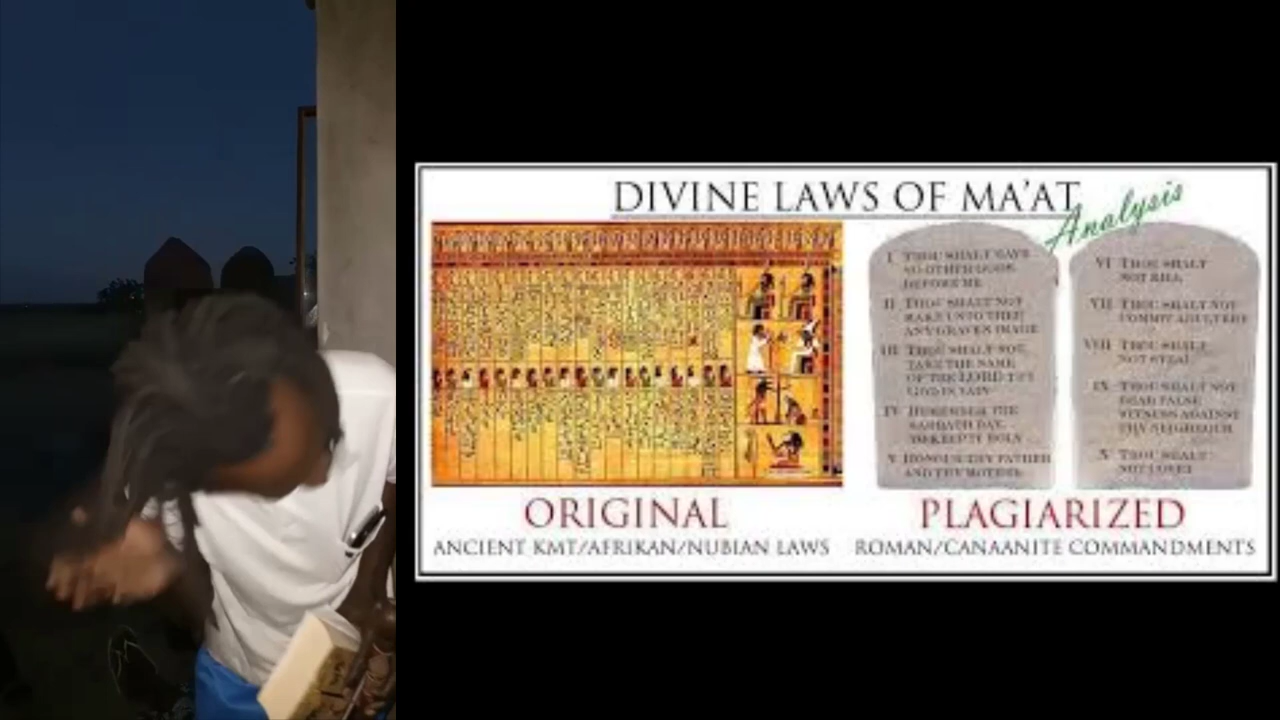 DIVINE LAWS OF MA'AT
Analysis
I THOU SHALT HAVE
NO OTHER GODS
BEFORE ME
II THOU SHALT NOT
MAKE UNTO THEE
ANY GRAVEN IMAGE
III THOU SHALT NOT
TAKE THE NAME
OF THE LORD THY
GOD IN VAIN
IV REMEMBER THE
SABBATH DAY,
TO KEEP IT HOLY
V HONOUR THY FATHER
AND THY MOTHER
VI THOU SHALT
NOT KILL
VII THOU SHALT NOT
COMMIT ADULTERY
VIII THOU SHALT
NOT STEAL
IX THOU SHALT NOT
BEAR FALSE
WITNESS AGAINST
THY NEIGHBOUR
X THOU SHALT
NOT COVET
ORIGINAL
ANCIENT KMT/AFRIKAN/NUBIAN LAWS
PLAGIARIZED
ROMAN/CANAANITE COMMANDMENTS